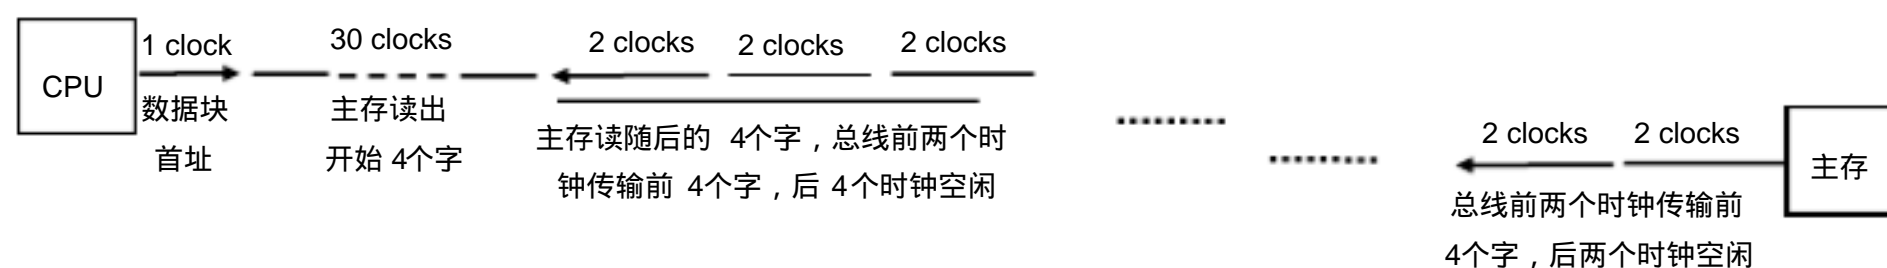 CPU
1 clock
数据块
首址
30 clocks
主存读出
开始 4个字
2 clocks
2 clocks
2 clocks
主存读随后的 4个字，总线前两个时
钟传输前 4个字，后 4个时钟空闲
2 clocks
2 clocks
总线前两个时钟传输前
4个字，后两个时钟空闲
主存